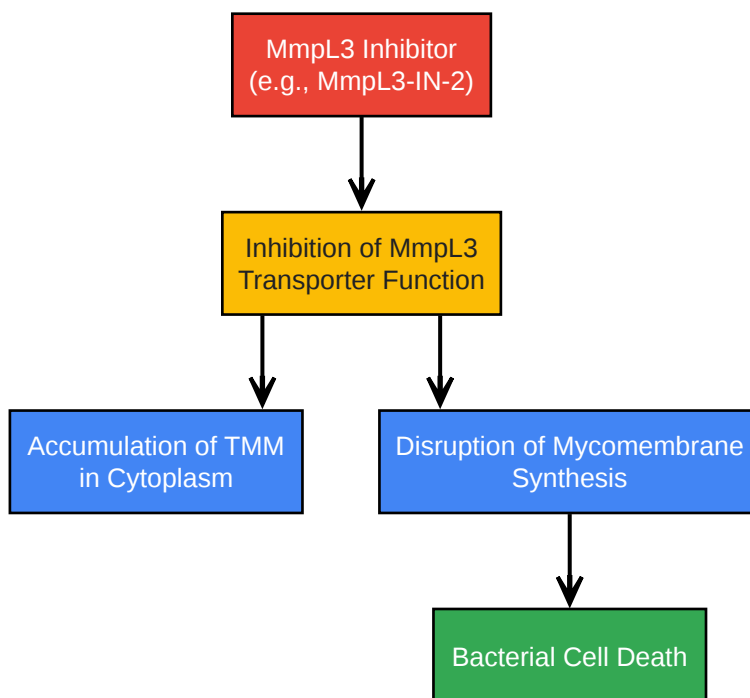 MmpL3 Inhibitor
(e.g., MmpL3-IN-2)
Inhibition of MmpL3
Transporter Function
Accumulation of TMM
in Cytoplasm
Disruption of Mycomembrane
Synthesis
Bacterial Cell Death